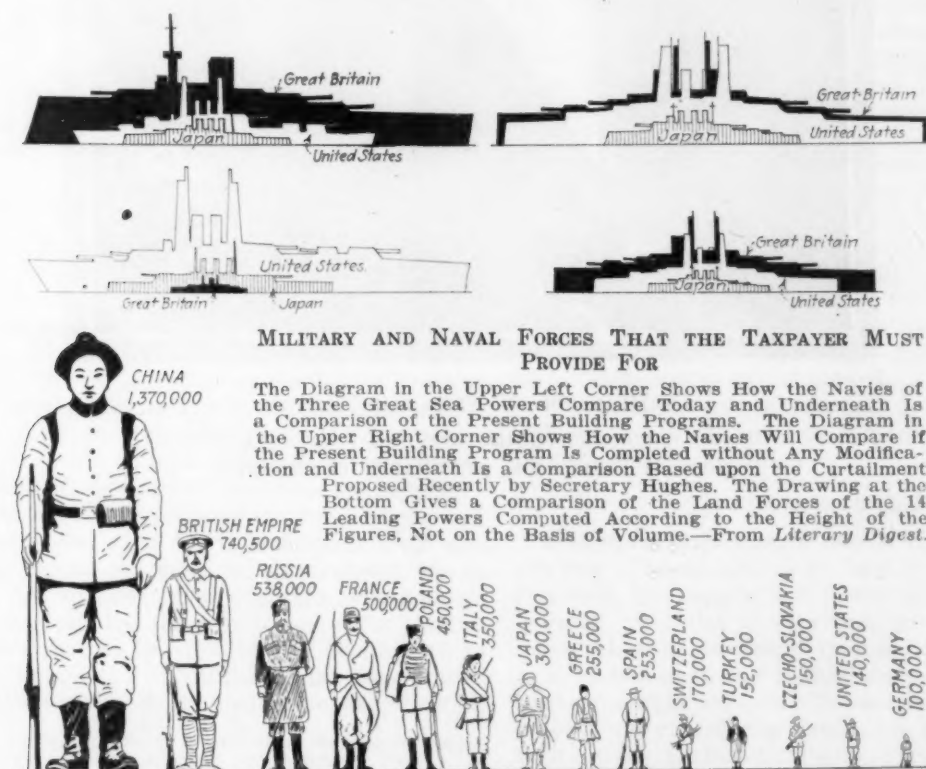 Great Britain
Japan
United States
Great-Britain
United States
Japan
United States
Great Britain
Japan
Great Britain
Japan
United States
MILITARY AND NAVAL FORCES THAT THE TAXPAYER MUST
PROVIDE FOR
The Diagram in the Upper Left Corner Shows How the Navies of
the Three Great Sea Powers Compare Today and Underneath Is
a Comparison of the Present Building Programs. The Diagram in
the Upper Right Corner Shows How the Navies Will Compare if
the Present Building Program Is Completed without Any Modifica-
tion and Underneath Is a Comparison Based upon the Curtailment
Proposed Recently by Secretary Hughes. The Drawing at the
Bottom Gives a Comparison of the Land Forces of the 14
Leading Powers Computed According to the Height of the
Figures, Not on the Basis of Volume.—From Literary Digest.
CHINA
1,370,000
BRITISH EMPIRE
740,500
RUSSIA
538,000
FRANCE
500,000
POLAND
450,000
ITALY
350,000
JAPAN
300,000
GREECE
255,000
SPAIN
253,000
SWITZERLAND
170,000
TURKEY
152,000
CZECHO-SLOVAKIA
150,000
UNITED STATES
140,000
GERMANY
100,000